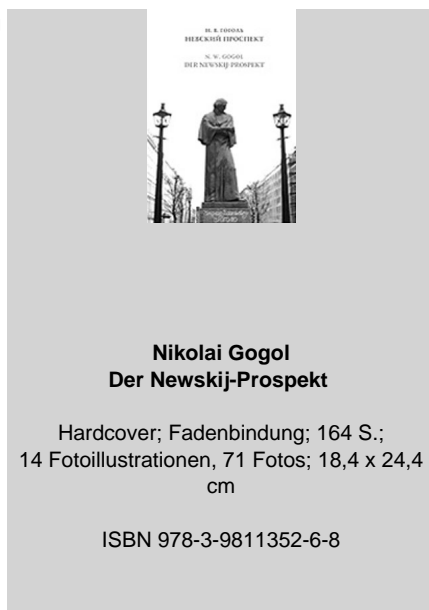 Н. В. ГОГОЛЬ
НЕВСКИЙ ПРОСПЕКТ
N. W. GOGOL
DER NEWSKIJ-PROSPEKT
Nikolai Gogol
Der Newskij-Prospekt
Hardcover; Fadenbindung; 164 S.;
14 Fotoillustrationen, 71 Fotos; 18,4 x 24,4
cm
ISBN 978-3-9811352-6-8